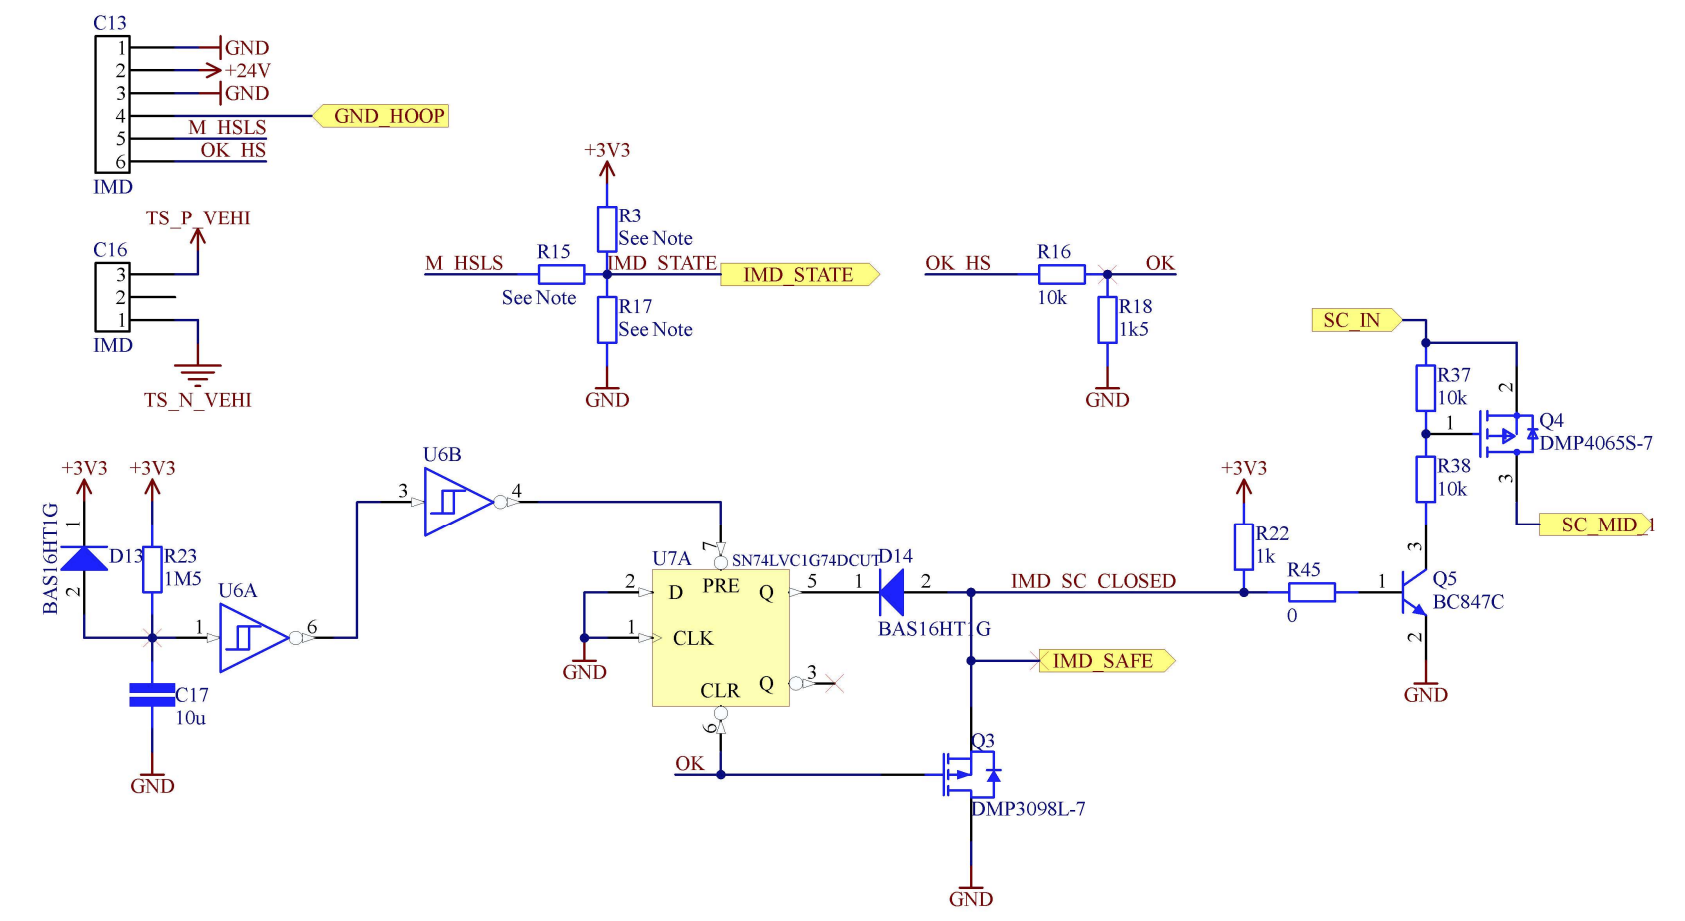 C13
1 GND
2 +24V
3 GND
4 GND_HOOP
5 M_HSLS
6 OK_HS
IMD
TS_P_VEHI
C16
3
2
1
IMD
TS_N_VEHI
+3V3
R3
See Note
M_HSLS
R15
See Note
IMD_STATE
IMD_STATE
R17
See Note
GND
OK_HS
R16
10k
OK
R18
1k5
GND
SC_IN
R37
10k
2
1
Q4
DMP4065S-7
R38
10k
3
SC_MID_1
+3V3
+3V3
BAS16HT1G
1
D13
2
R23
1M5
C17
10u
GND
U6A
1
6
U6B
3
4
U7A
SN74LVC1G74DCUT
7
PRE
2
D
Q
5
1
CLK
GND
CLR
Q
3
6
OK
1
D14
2
BAS16HT1G
IMD_SC_CLOSED
IMD_SAFE
Q3
DMP3098L-7
GND
+3V3
R22
1k
R45
0
1
3
Q5
BC847C
2
GND